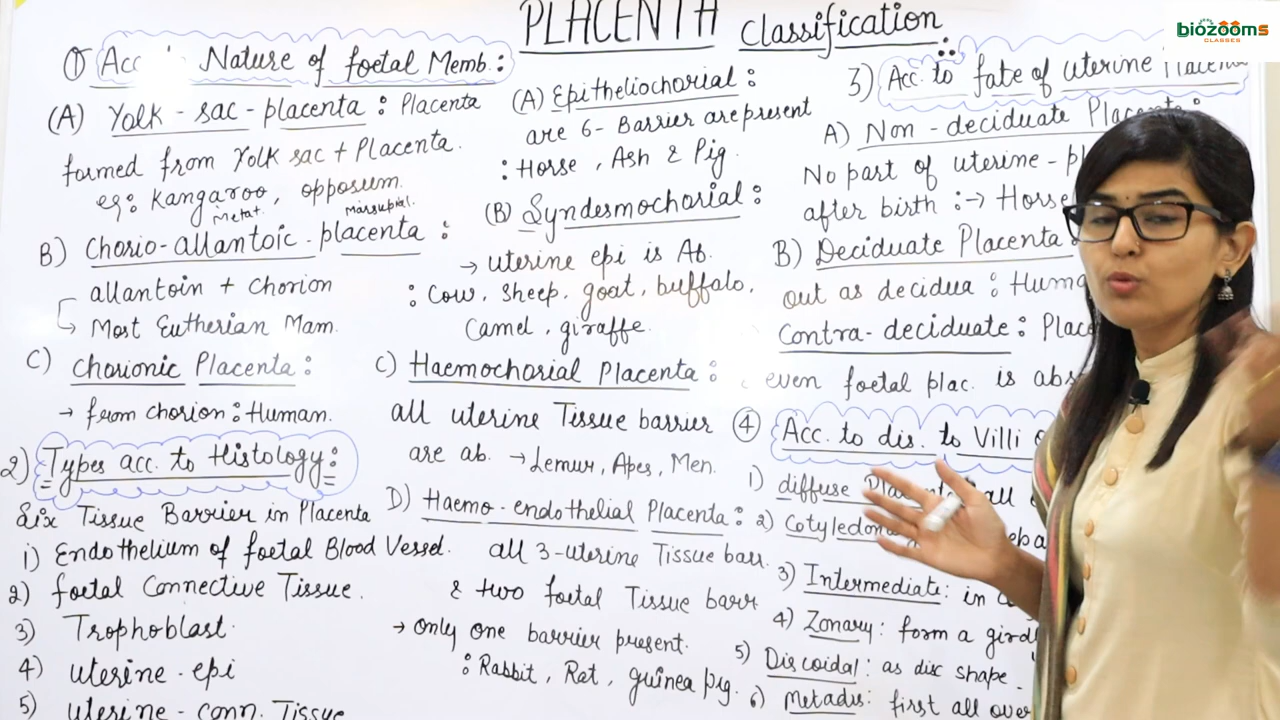 PLACENTA Classification
biozooms
CLASSES
① Acc Nature of foetal Memb:
(A) Yolk-sac-placenta : Placenta
formed from Yolk sac + Placenta.
eg: Kangaroo, opposum.
Metat. Marsupial.
B) Chorio-allantoic-placenta :
allantoin + Chorion
Most Eutherian Mam.
C) Chorionic Placenta:
→ from chorion: Human.
2) Types acc. to Histology:
Six Tissue Barrier in Placenta
1) Endothelium of foetal Blood Vessel.
2) foetal Connective Tissue.
3) Trophoblast.
4) Uterine-epi
5) Uterine-conn. Tissue
(A) Epitheliochorial:
are 6-Barrier are present
: Horse, Ash & Pig.
(B) Syndesmochorial:
→ uterine epi is Ab.
: Cow, Sheep, goat, buffalo,
Camel, giraffe.
C) Haemochorial Placenta:
all uterine Tissue barrier
are ab. → Lemur, Apes, Men.
D) Haemo-endothelial Placenta:
all 3-uterine Tissue barr.
& two foetal Tissue barr
→ Only one barrier present.
: Rabbit, Rat, guinea pig.
3) Acc. to fate of uterine Placenta
A) Non-deciduate
No part of uterine-
after birth :→ Horse
B) Deciduate Placenta
out as decidua :
Contra-deciduate:
even foetal plac. is
④ Acc. to dis. to Villi
1) diffuse all
2)
3) Intermediate: in
4) Zonary: form a
5) Discoidal: as disc shape -
6) Metadis: first all over